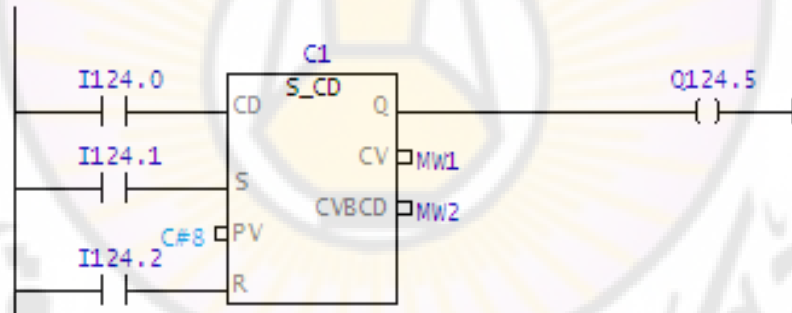 C1
I124.0
S_CD
Q124.5
CD
Q
I124.1
CV
MW1
S
CVBCD
MW2
C#8
PV
I124.2
R